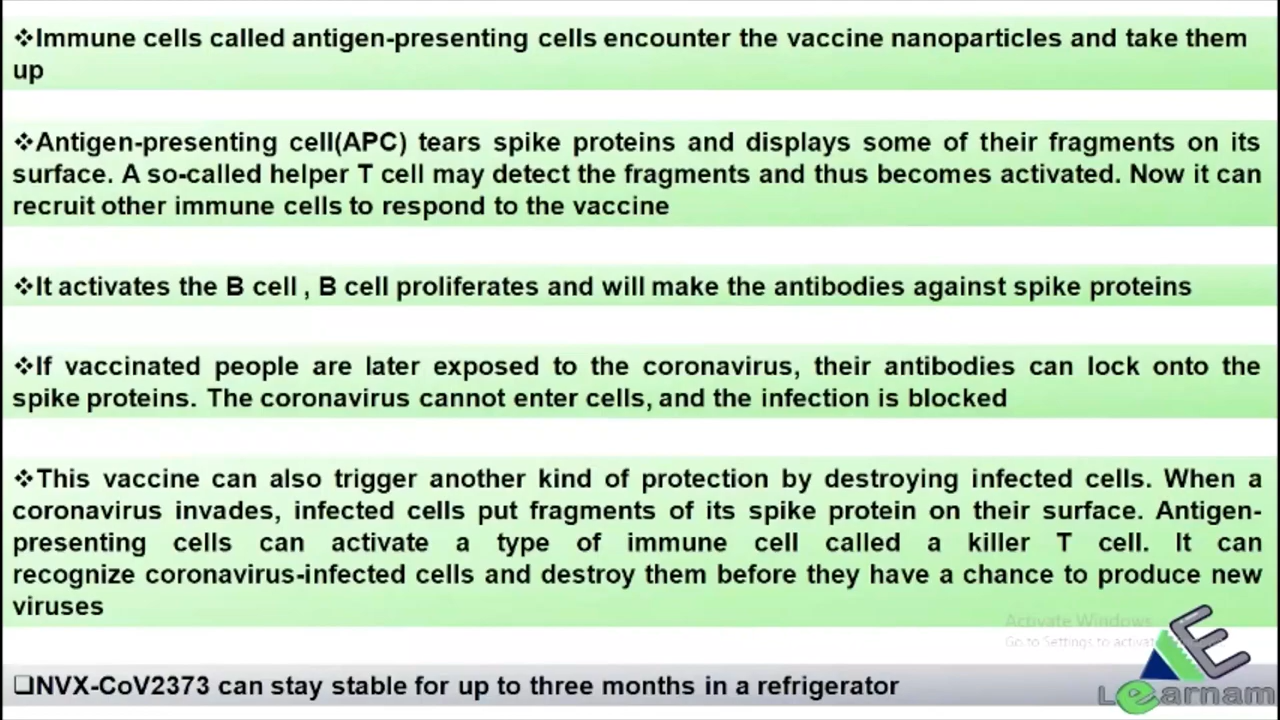 ❖Immune cells called antigen-presenting cells encounter the vaccine nanoparticles and take them
up
❖Antigen-presenting cell(APC) tears spike proteins and displays some of their fragments on its
surface. A so-called helper T cell may detect the fragments and thus becomes activated. Now it can
recruit other immune cells to respond to the vaccine
❖It activates the B cell , B cell proliferates and will make the antibodies against spike proteins
❖If vaccinated people are later exposed to the coronavirus, their antibodies can lock onto the
spike proteins. The coronavirus cannot enter cells, and the infection is blocked
❖This vaccine can also trigger another kind of protection by destroying infected cells. When a
coronavirus invades, infected cells put fragments of its spike protein on their surface. Antigen-
presenting cells can activate a type of immune cell called a killer T cell. It can
recognize coronavirus-infected cells and destroy them before they have a chance to produce new
viruses
Activate Windows
Go to Settings to activat
E
Learnam
❑NVX-CoV2373 can stay stable for up to three months in a refrigerator